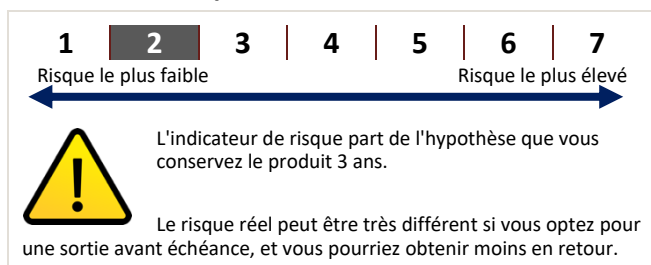 1 2 3 4 5 6 7
Risque le plus faible Risque le plus élevé
L'indicateur de risque part de l'hypothèse que vous
conservez le produit 3 ans.
Le risque réel peut être très différent si vous optez pour
une sortie avant échéance, et vous pourriez obtenir moins en retour.